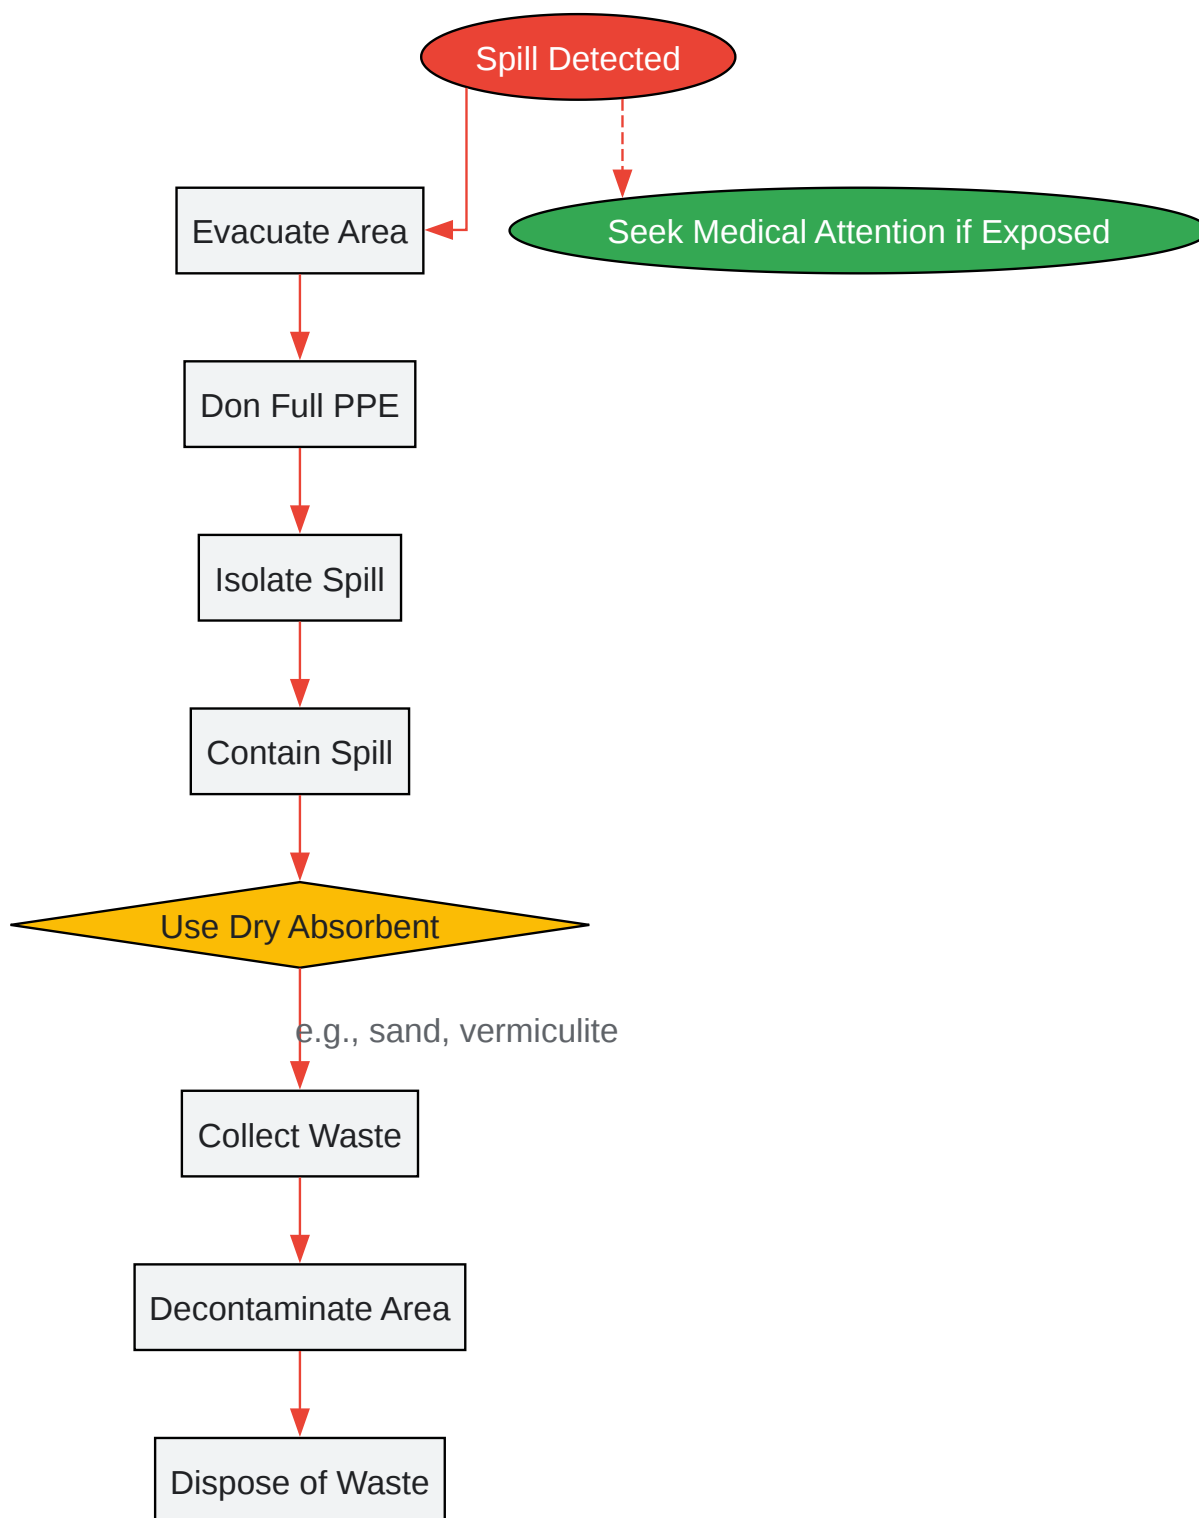 Spill Detected
Evacuate Area
Seek Medical Attention if Exposed
Don Full PPE
Isolate Spill
Contain Spill
Use Dry Absorbent
e.g., sand, vermiculite
Collect Waste
Decontaminate Area
Dispose of Waste